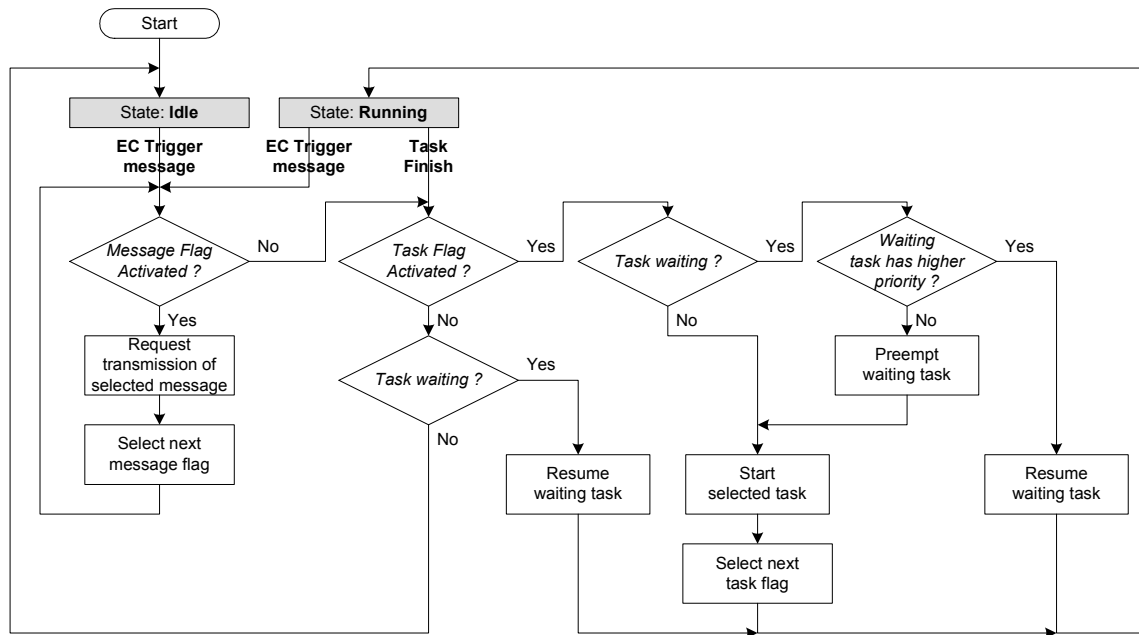 Start
State: Idle
State: Running
EC Trigger
message
EC Trigger
message
Task
Finish
Message Flag
Activated ?
No
Yes
Request
transmission of
selected message
Select next
message flag
Task Flag
Activated ?
Yes
No
Task waiting ?
Yes
No
Resume
waiting task
Task waiting ?
Yes
No
Waiting
task has higher
priority ?
Yes
No
Preempt
waiting task
Start
selected task
Select next
task flag
Resume
waiting task